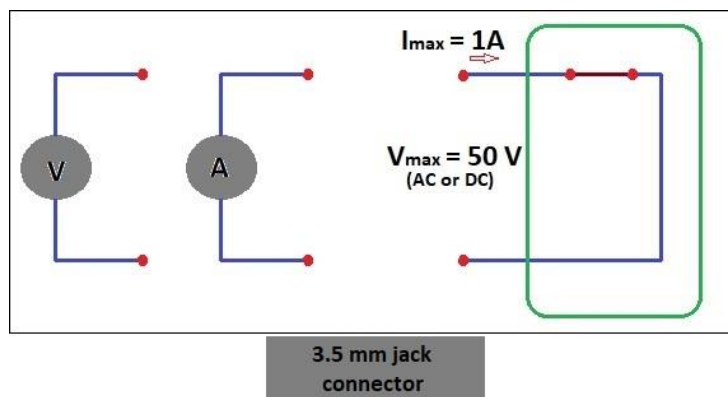 Imax = 1A
V
A
Vmax = 50 V
(AC or DC)
3.5 mm jack
connector